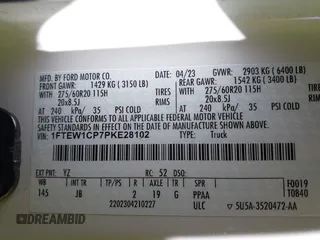 MFD. BY FORD MOTOR CO.
DATE: 04/23 GVWR: 2903 KG (6400 LB)
FRONT GAWR: 1429 KG (3150 LB) REAR GAWR: 1542 KG (3400 LB)
WITH 275/60R20 115H TIRES WITH 275/60R20 115H
20x8.5J RIMS 20x8.5J
AT 240 kPa/ 35 PSI COLD AT 240 kPa/ 35 PSI COLD
THIS VEHICLE CONFORMS TO ALL APPLICABLE FEDERAL MOTOR VEHICLE SAFETY STANDARDS IN EFFECT ON THE DATE OF MANUFACTURE SHOWN ABOVE.
VIN: 1FTEW1CP7PKE28102
TYPE: Truck
EXT PNT: YZ RC: 52 DSO:
WB INT TR TP/PS R AXLE TR SPR F0019
145 JB 2 19 G PPAA T0840
2202304210227 ULC 5U5A-3520472-AA
DREAMBID